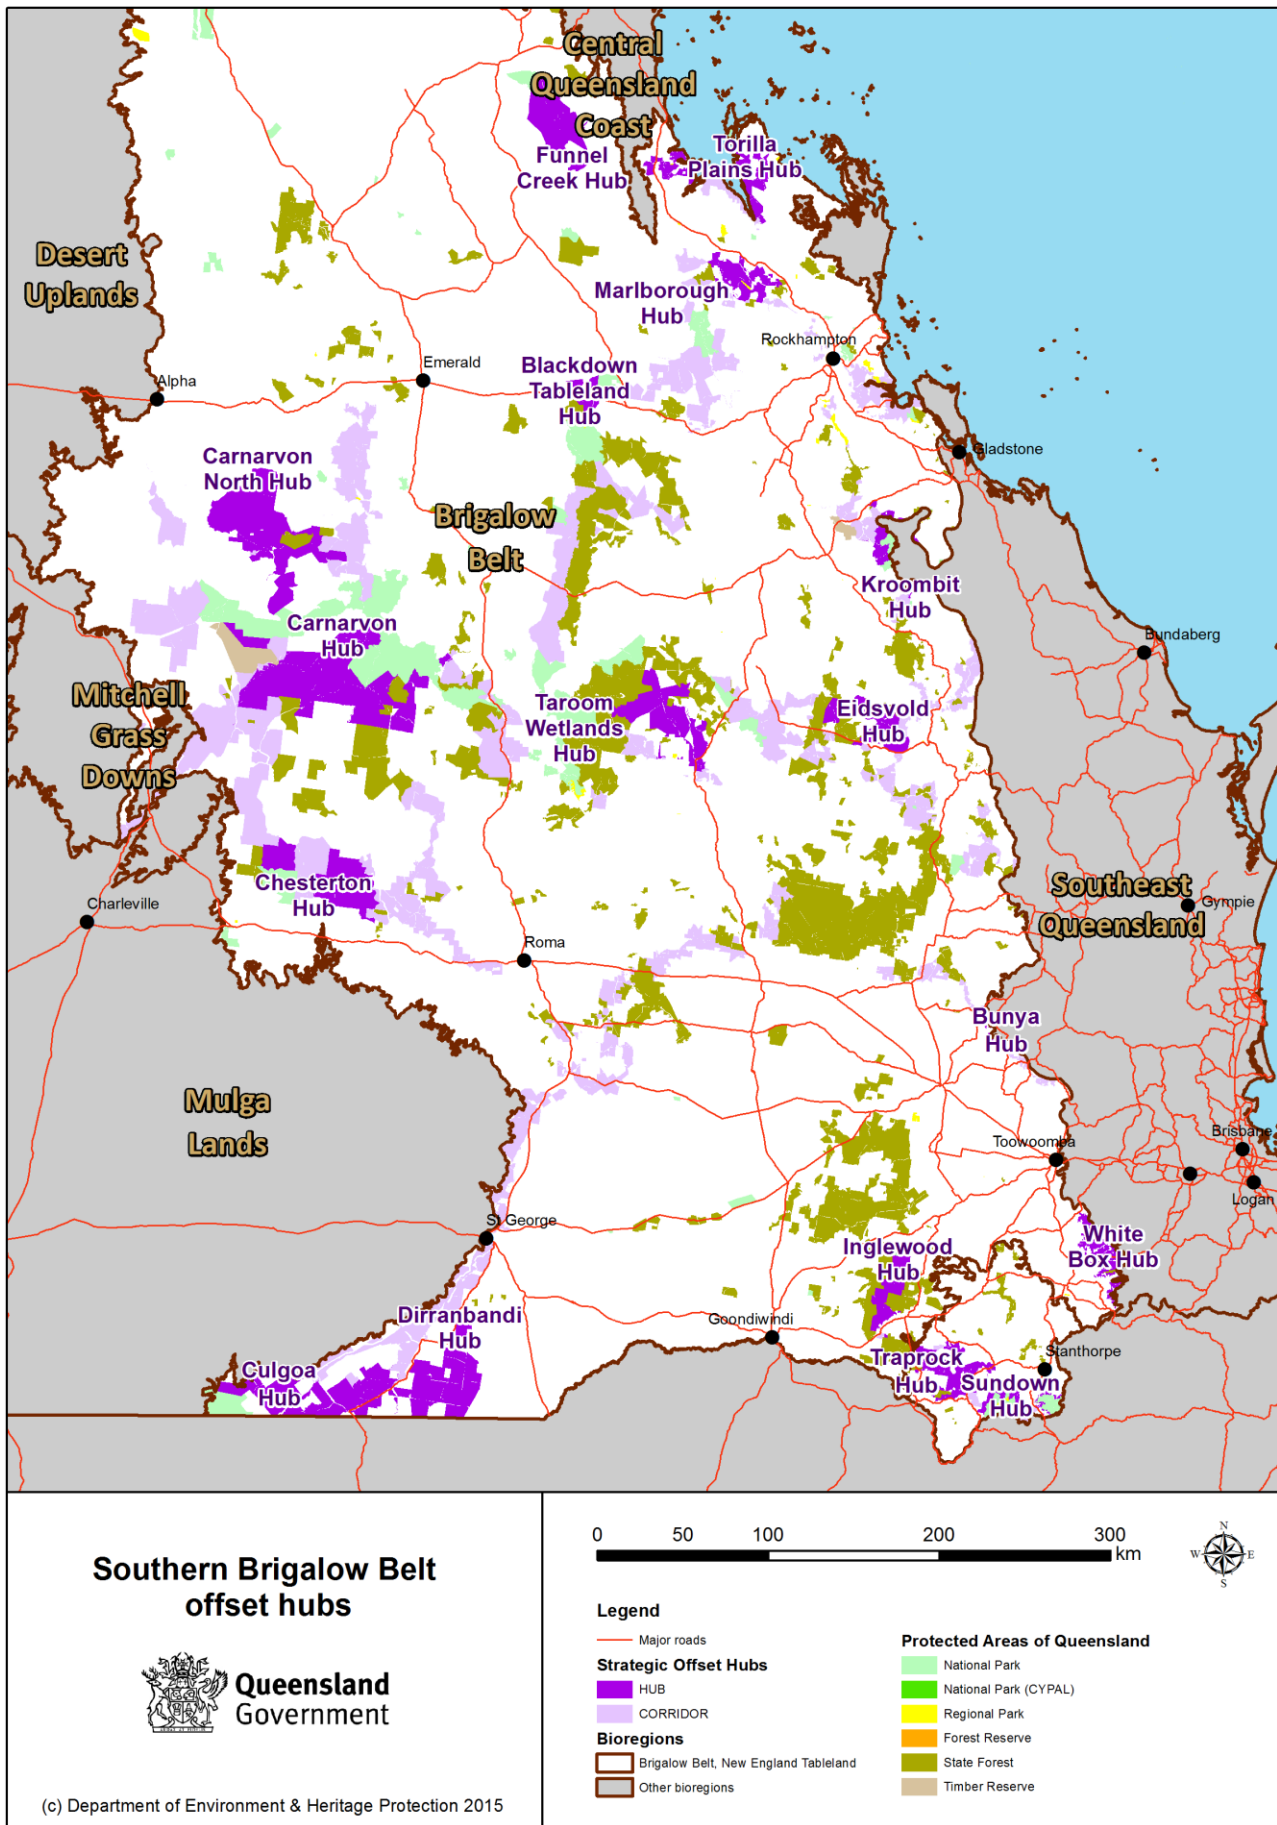 Central
Queensland
Coast
Torilla
Plains Hub
Funnel
Creek Hub
Desert
Uplands
Marlborough
Hub
Rockhampton
Emerald
Blackdown
Tableland
Hub
Alpha
Carnarvon
North Hub
Gladstone
Brigalow
Belt
Kroombit
Hub
Carnarvon
Hub
Bundaberg
Mitchell
Grass
Downs
Taroom
Wetlands
Hub
Eidsvold
Hub
Chesterton
Hub
Southeast
Queensland
Charleville
Gympie
Roma
Bunya
Hub
Mulga
Lands
Toowoomba
Brisbane
Logan
St George
White
Box Hub
Inglewood
Hub
Dirranbandi
Hub
Goondiwindi
Traprock
Hub
Stanthorpe
Culgoa
Hub
Sundown
Hub
Southern Brigalow Belt
offset hubs
Queensland
Government
(c) Department of Environment & Heritage Protection 2015
0 50 100 200 300
km
N
W E
S
Legend
Major roads
Strategic Offset Hubs
HUB
CORRIDOR
Bioregions
Brigalow Belt, New England Tableland
Other bioregions
Protected Areas of Queensland
National Park
National Park (CYPAL)
Regional Park
Forest Reserve
State Forest
Timber Reserve